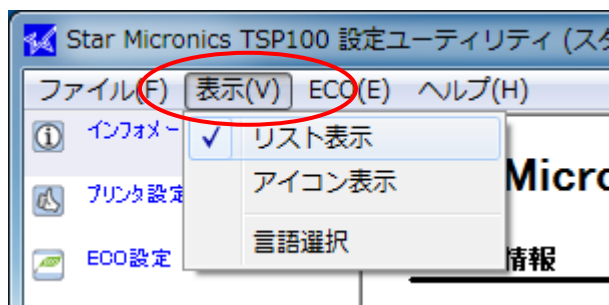 Star Micronics TSP100 設定ユーティリティ (スタ
ファイル(F) 表示(V) ECO(E) ヘルプ(H)
インフォメー
プリンタ設定
ECO設定
リスト表示
アイコン表示
言語選択
Micro
情報